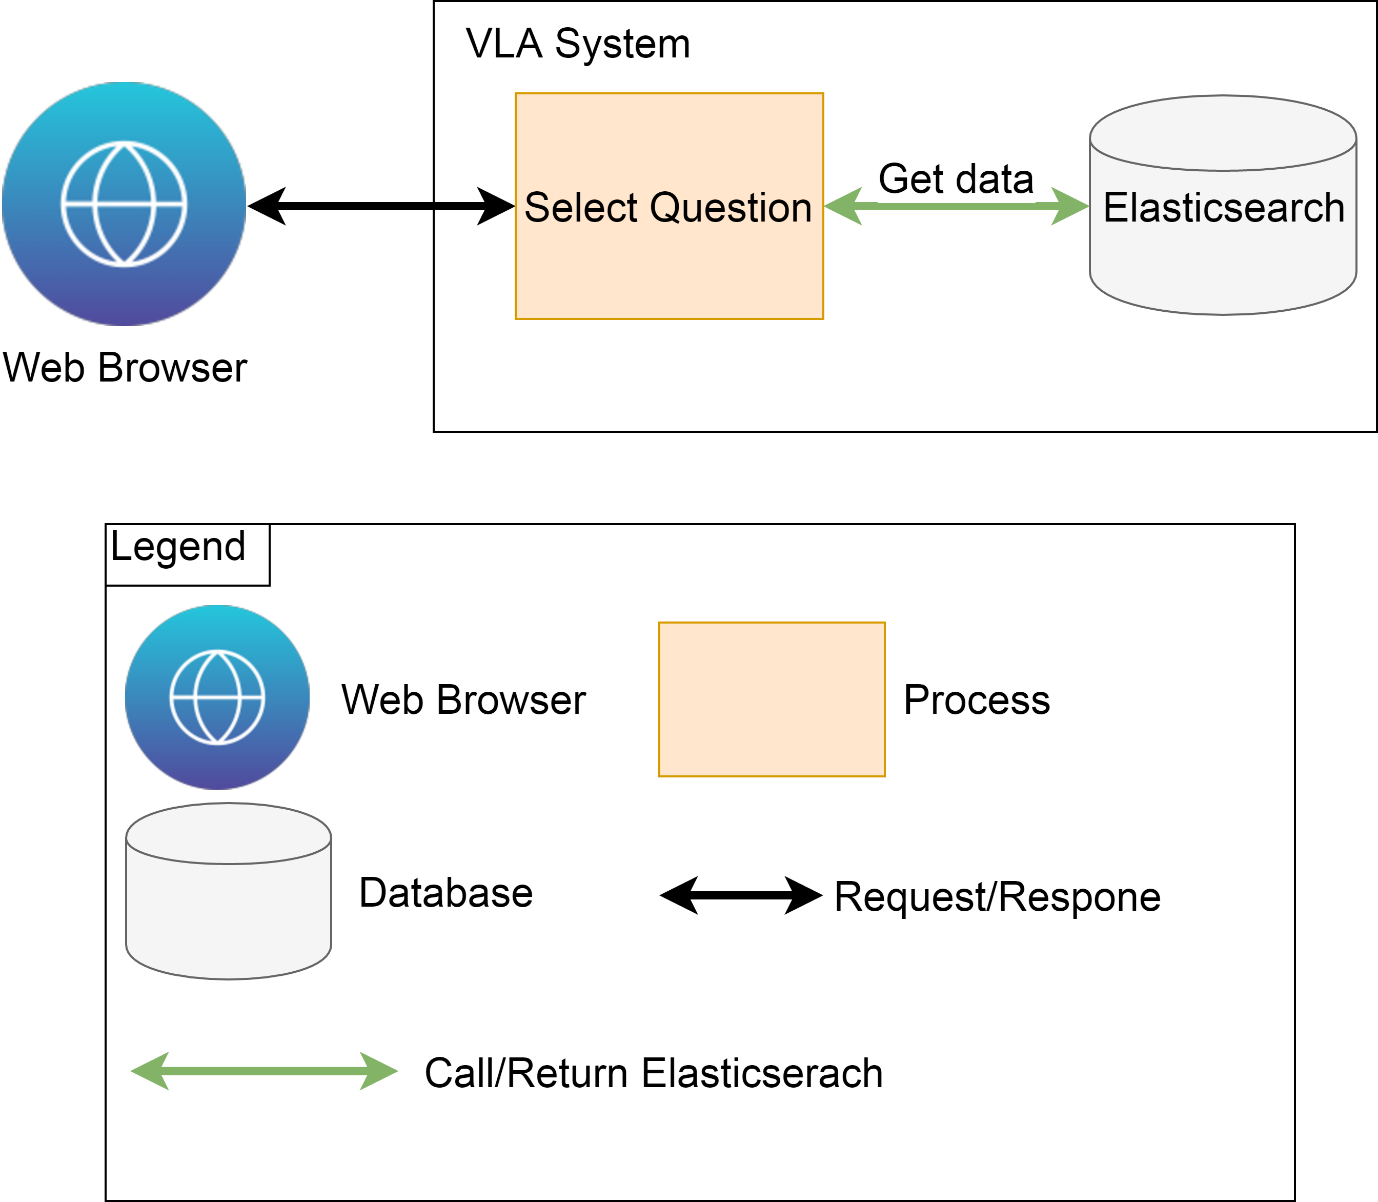 VLA System
Web Browser
Select Question
Get data
Elasticsearch
Legend
Web Browser
Process
Database
Request/Respone
Call/Return Elasticserach